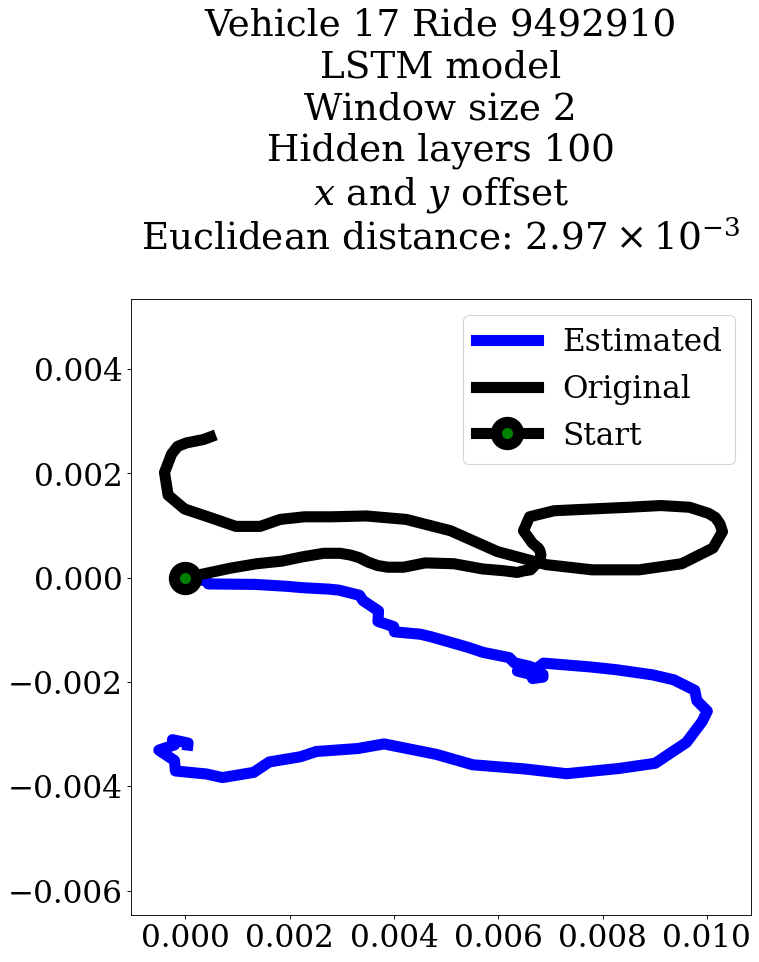 Vehicle 17 Ride 9492910
LSTM model
Window size 2
Hidden layers 100
x and y offset
Euclidean distance: 2.97 × 10⁻³
Estimated
Original
Start
0.004
0.002
0.000
−0.002
−0.004
−0.006
0.000 0.002 0.004 0.006 0.008 0.010